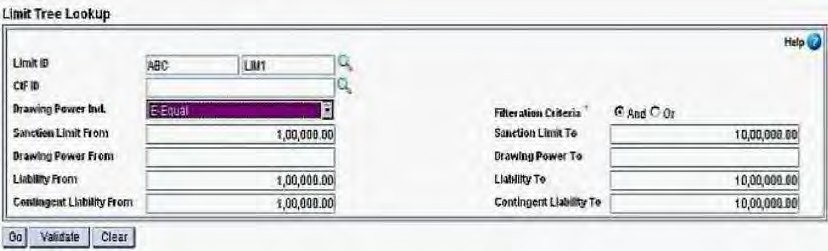 Limit Tree Lookup
Help ?
Limit ID ABC LIM1
CIF ID
Drawing Power Ind. E-Equal Filteration Criteria * And Or
Sanction Limit From 1,00,000.00 Sanction Limit To 10,00,000.00
Drawing Power From Drawing Power To
Liability From 1,00,000.00 Liability To 10,00,000.00
Contingent Liability From 1,00,000.00 Contingent Liability To 10,00,000.00
Go Validate Clear